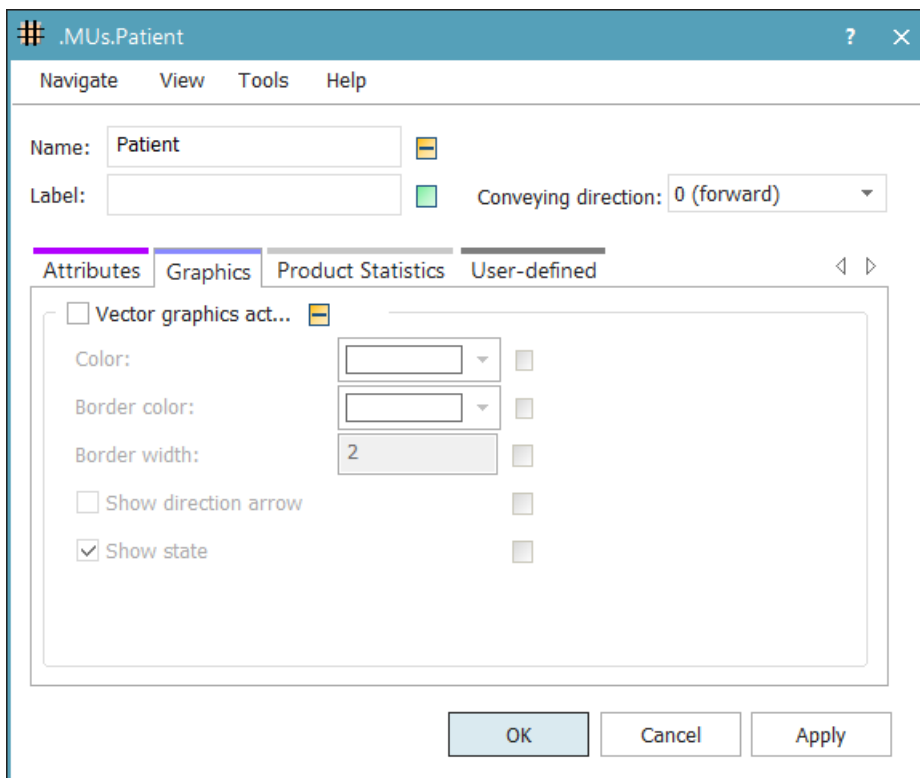 .MUs.Patient ?
Navigate View Tools Help
Name: Patient
Label:
Conveying direction: 0 (forward)
Attributes Graphics Product Statistics User-defined
Vector graphics act...
Color:
Border color:
Border width: 2
Show direction arrow
Show state
OK Cancel Apply